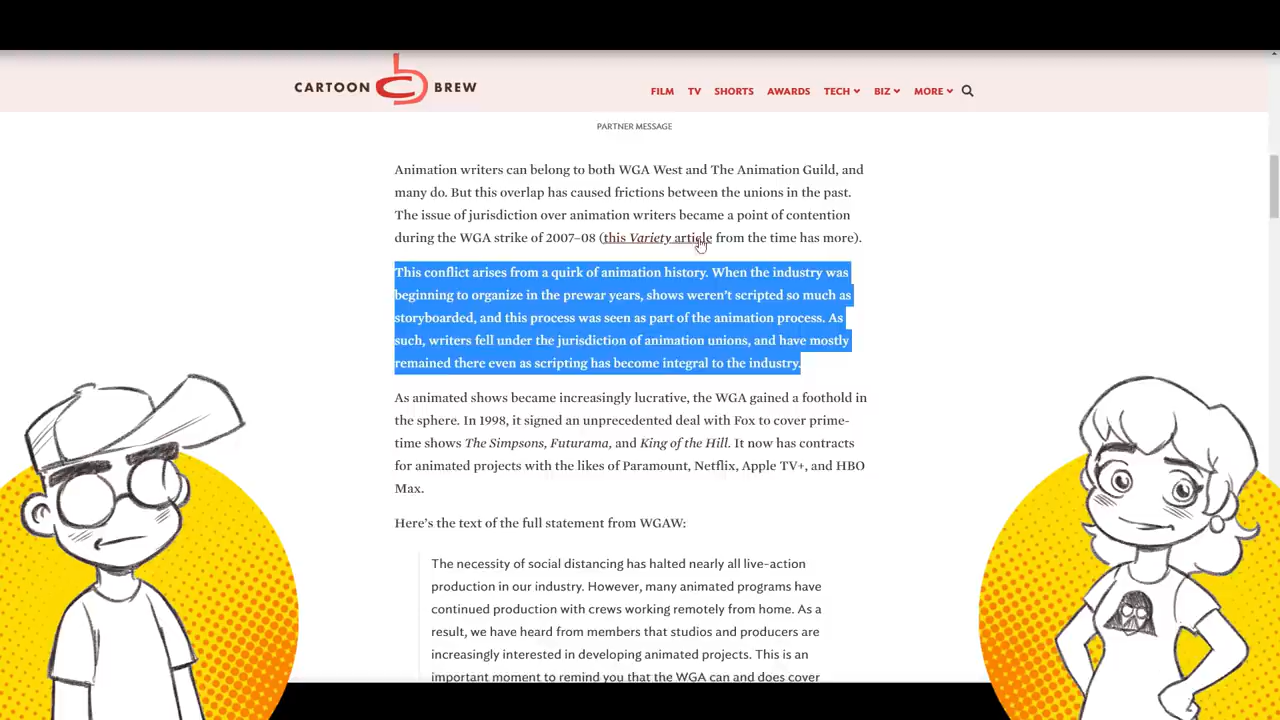 CARTOON BREW
FILM TV SHORTS AWARDS TECH BIZ MORE
PARTNER MESSAGE
Animation writers can belong to both WGA West and The Animation Guild, and
many do. But this overlap has caused frictions between the unions in the past.
The issue of jurisdiction over animation writers became a point of contention
during the WGA strike of 2007–08 (this Variety article from the time has more).
This conflict arises from a quirk of animation history. When the industry was
beginning to organize in the prewar years, shows weren't scripted so much as
storyboarded, and this process was seen as part of the animation process. As
such, writers fell under the jurisdiction of animation unions, and have mostly
remained there even as scripting has become integral to the industry.
As animated shows became increasingly lucrative, the WGA gained a foothold in
the sphere. In 1998, it signed an unprecedented deal with Fox to cover prime-
time shows The Simpsons, Futurama, and King of the Hill. It now has contracts
for animated projects with the likes of Paramount, Netflix, Apple TV+, and HBO
Max.
Here's the text of the full statement from WGAW:
The necessity of social distancing has halted nearly all live-action
production in our industry. However, many animated programs have
continued production with crews working remotely from home. As a
result, we have heard from members that studios and producers are
increasingly interested in developing animated projects. This is an
important moment to remind you that the WGA can and does cover